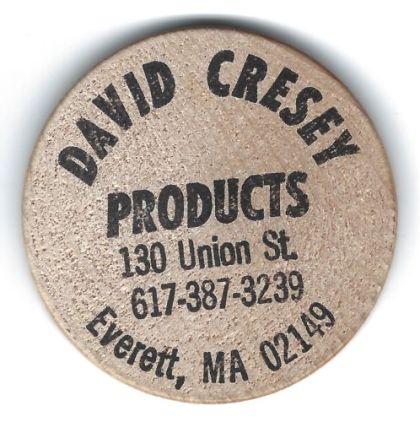 DAVID CRESEY
PRODUCTS
130 Union St.
617-387-3239
Everett, MA 02149